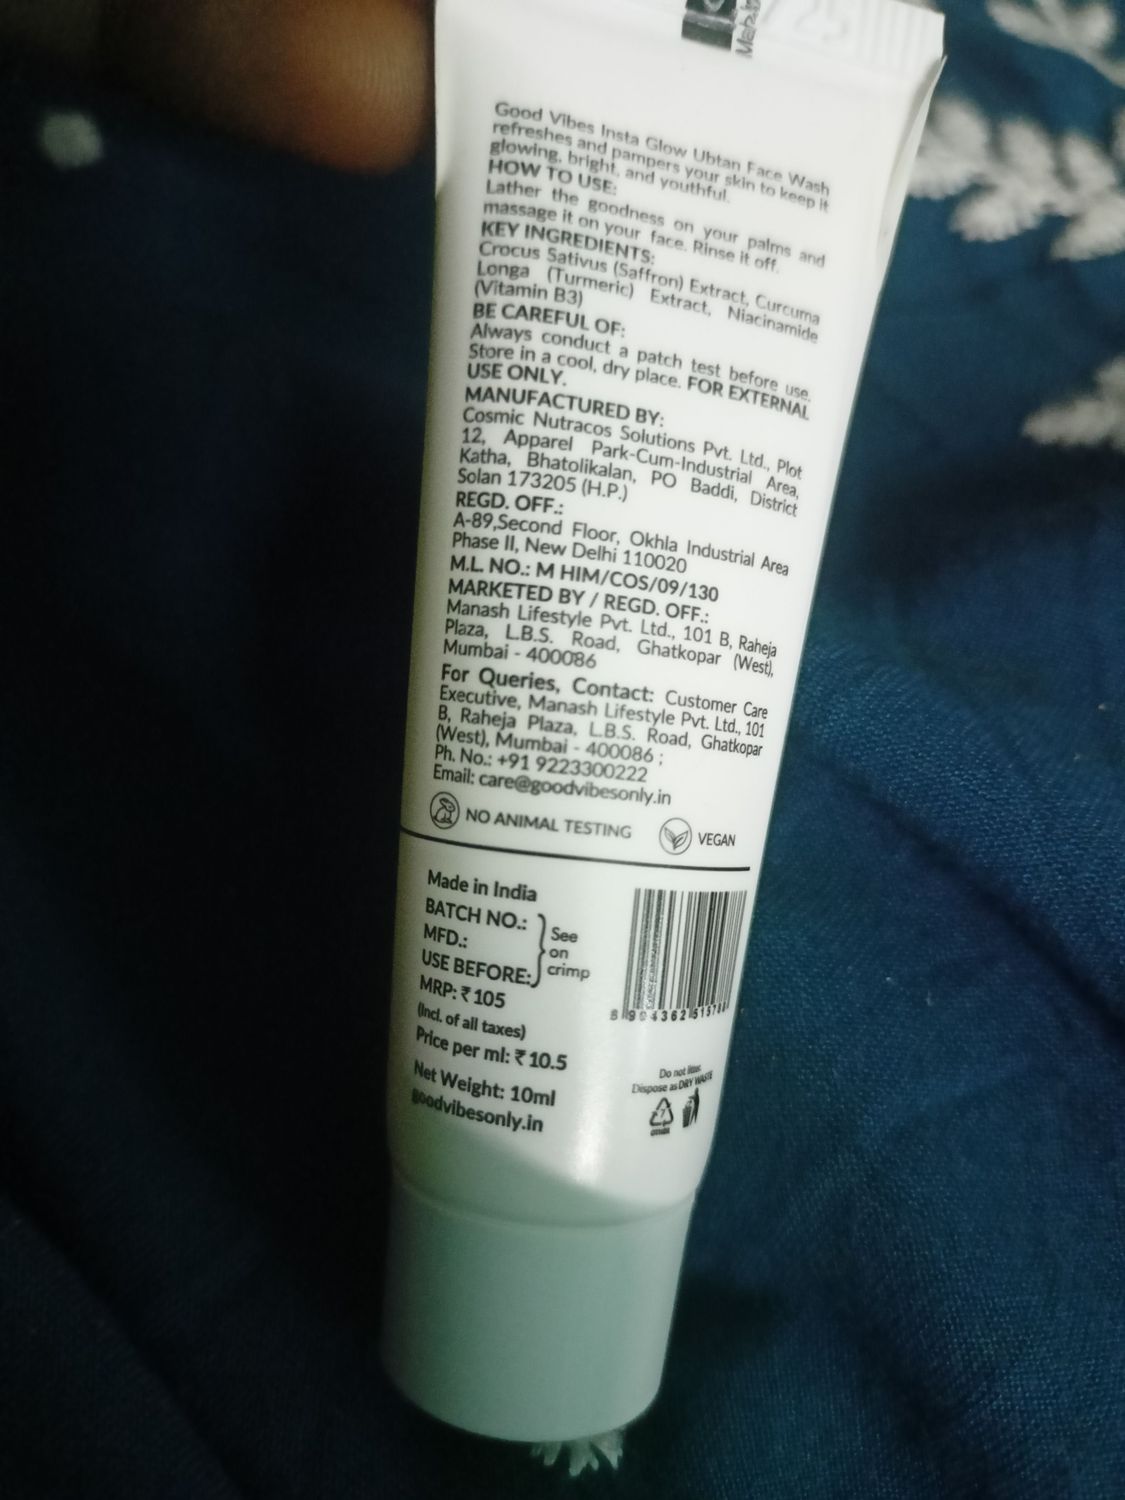 Good Vibes Insta Glow Ubtan Face Wash
refreshes and pampers your skin to keep it
glowing, bright, and youthful.
HOW TO USE:
Lather the goodness on your palms and
massage it on your face. Rinse it off.
KEY INGREDIENTS:
Crocus Sativus (Saffron) Extract, Curcuma
Longa (Turmeric) Extract, Niacinamide
(Vitamin B3)
BE CAREFUL OF:
Always conduct a patch test before use.
Store in a cool, dry place. FOR EXTERNAL
USE ONLY.
MANUFACTURED BY:
Cosmic Nutracos Solutions Pvt. Ltd., Plot
12, Apparel Park-Cum-Industrial Area,
Katha, Bhatolikalan, PO Baddi, District
Solan 173205 (H.P.)
REGD. OFF.:
A-89,Second Floor, Okhla Industrial Area
Phase II, New Delhi 110020
M.L. NO.: M HIM/COS/09/130
MARKETED BY / REGD. OFF.:
Manash Lifestyle Pvt. Ltd., 101 B, Raheja
Plaza, L.B.S. Road, Ghatkopar (West),
Mumbai - 400086
For Queries, Contact: Customer Care
Executive, Manash Lifestyle Pvt. Ltd., 101
B, Raheja Plaza, L.B.S. Road, Ghatkopar
(West), Mumbai - 400086 ;
Ph. No.: +91 9223300222
Email: care@goodvibesonly.in
NO ANIMAL TESTING VEGAN
Made in India
BATCH NO.:
MFD.:
USE BEFORE:
See
on
crimp
MRP: ₹ 105
(Incl. of all taxes)
Price per ml: ₹ 10.5
Net Weight: 10ml
goodvibesonly.in
Do not litter.
Dispose as DRY WASTE
7
OTHER